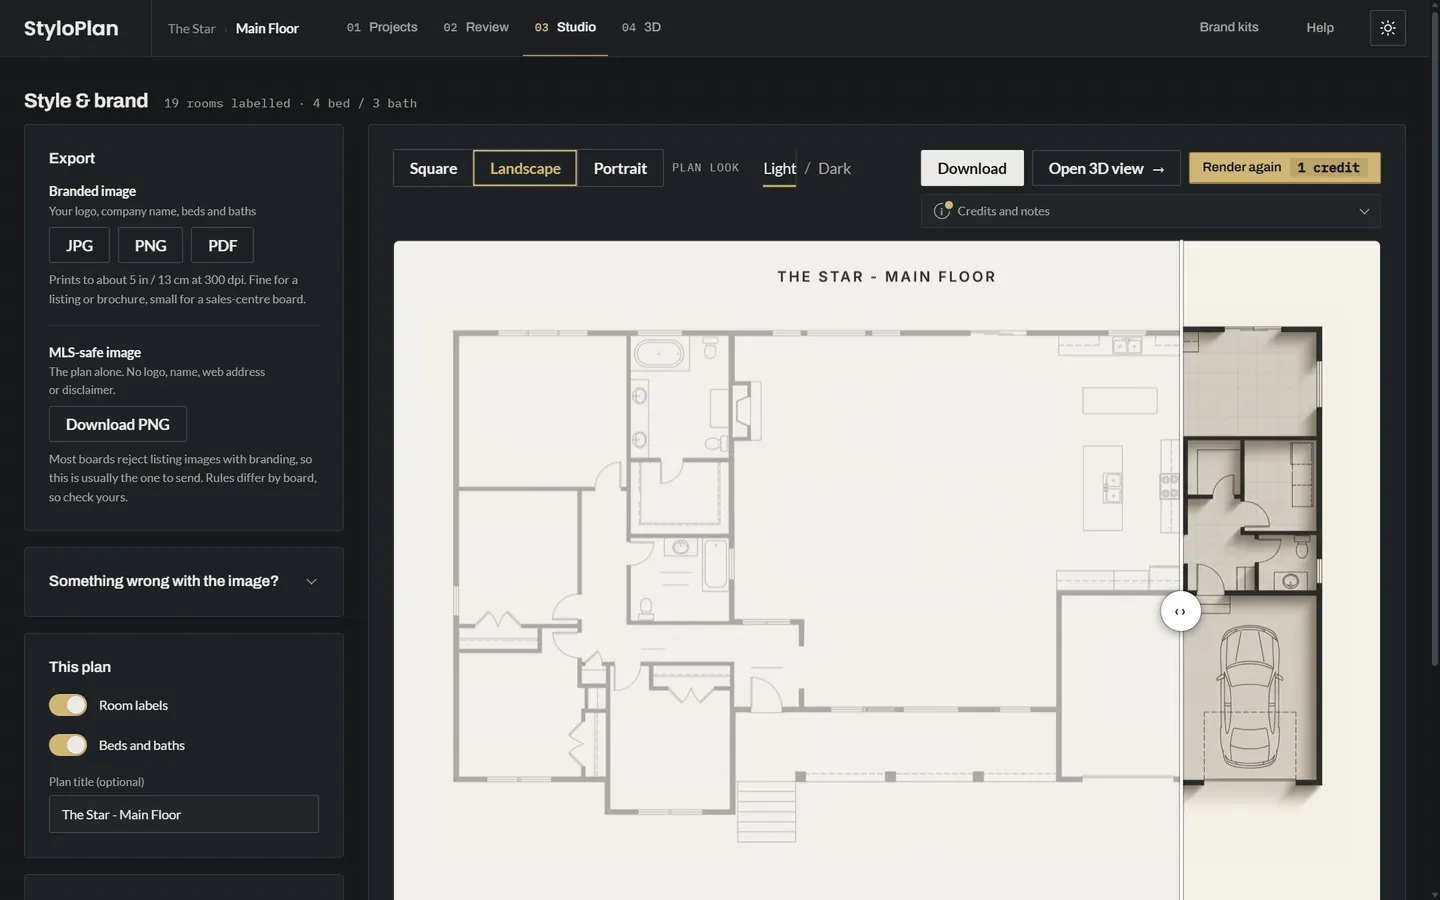 StyloPlan
The Star › Main Floor
01 Projects
02 Review
03 Studio
04 3D
Brand kits
Help
Style & brand
19 rooms labelled · 4 bed / 3 bath
Export
Branded image
Your logo, company name, beds and baths
JPG
PNG
PDF
Prints to about 5 in / 13 cm at 300 dpi. Fine for a
listing or brochure, small for a sales-centre board.
MLS-safe image
The plan alone. No logo, name, web address
or disclaimer.
Download PNG
Most boards reject listing images with branding, so
this is usually the one to send. Rules differ by board,
so check yours.
Something wrong with the image?
This plan
Room labels
Beds and baths
Plan title (optional)
The Star - Main Floor
Square
Landscape
Portrait
PLAN LOOK
Light / Dark
Download
Open 3D view →
Render again 1 credit
Credits and notes
THE STAR - MAIN FLOOR